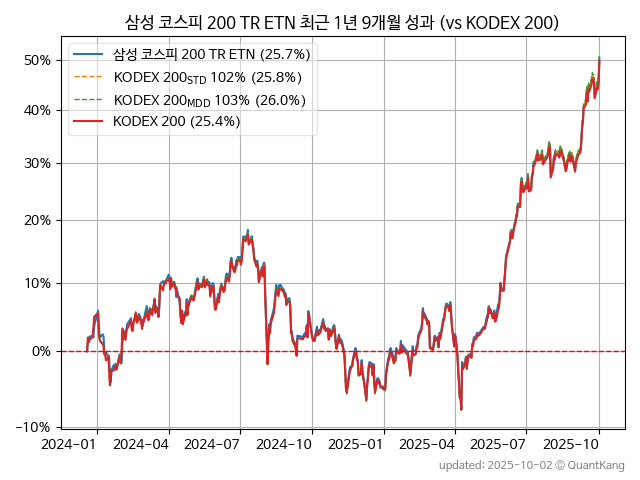 삼성 코스피 200 TR ETN 최근 1년 9개월 성과 (vs KODEX 200)
삼성 코스피 200 TR ETN (25.7%)
KODEX 200STD 102% (25.8%)
KODEX 200MDD 103% (26.0%)
KODEX 200 (25.4%)
50%
40%
30%
20%
10%
0%
−10%
2024-01 2024-04 2024-07 2024-10 2025-01 2025-04 2025-07 2025-10
updated: 2025-10-02 © QuantKang